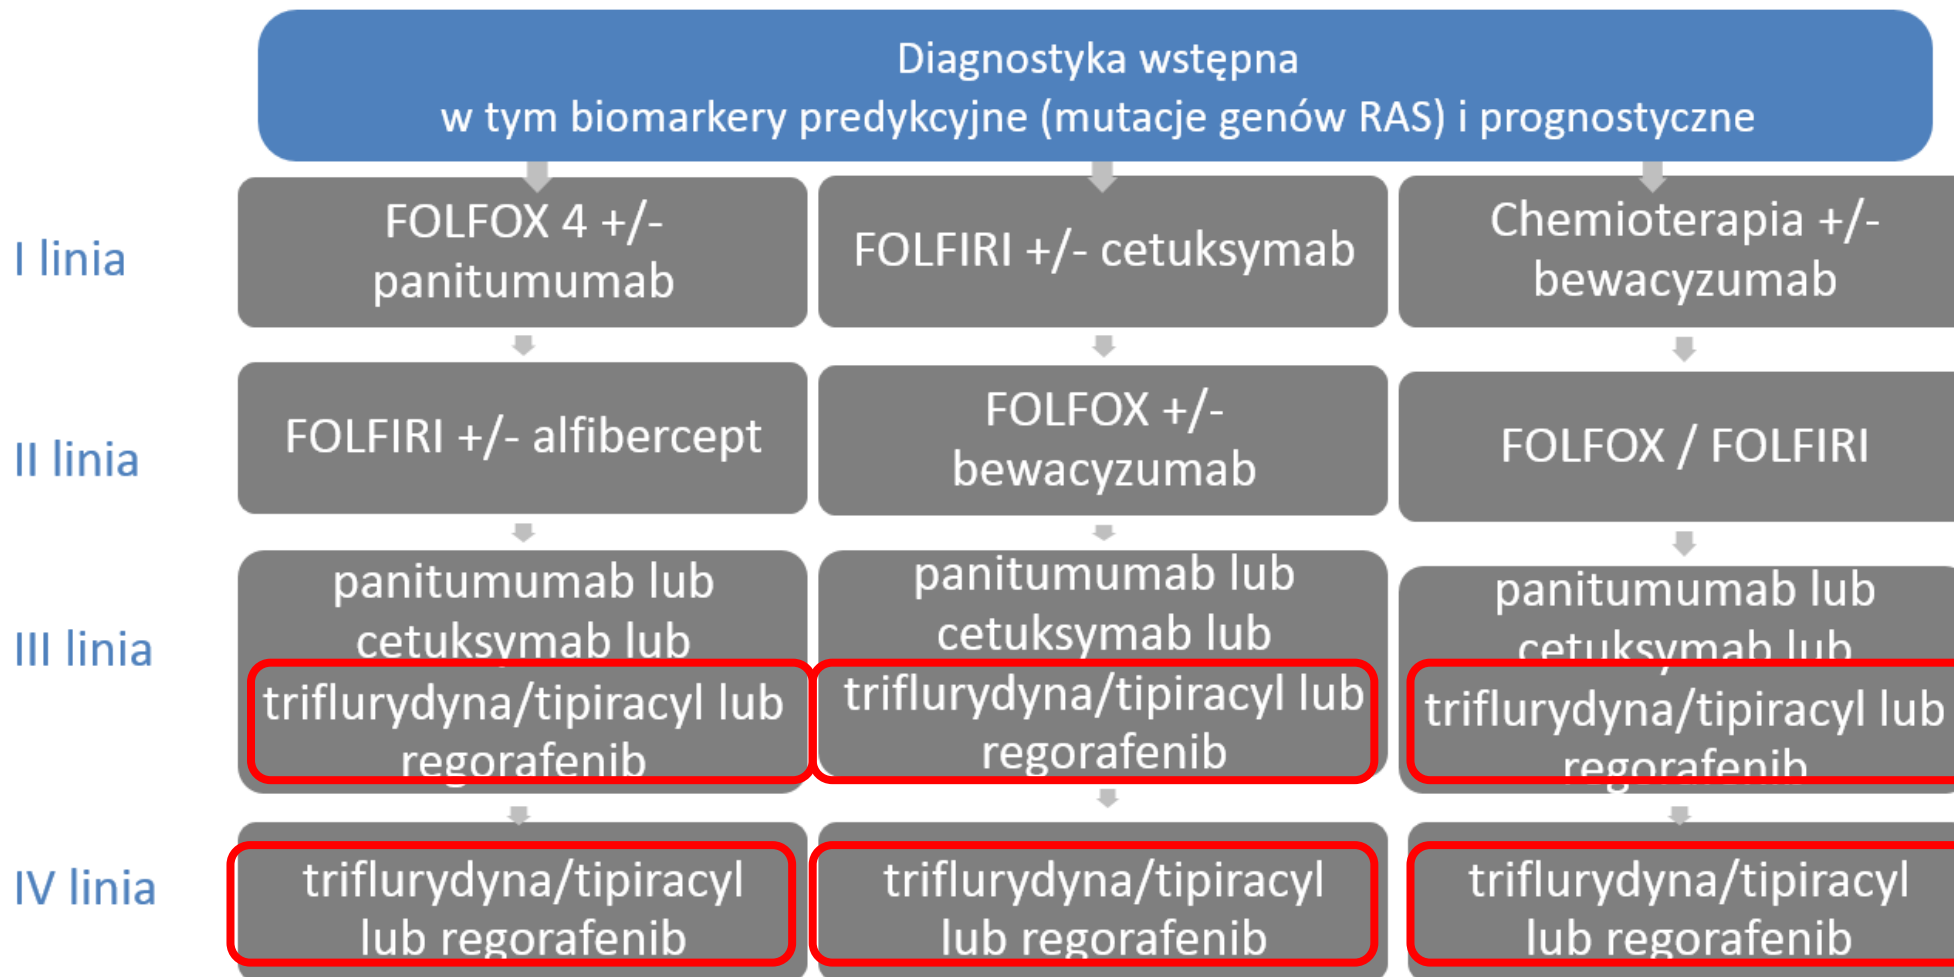 Diagnostyka wstępna
w tym biomarkery predykcyjne (mutacje genów RAS) i prognostyczne
I linia
FOLFOX 4 +/-
panitumumab
FOLFIRI +/- cetuksymab
Chemioterapia +/-
bewacyzumab
II linia
FOLFIRI +/- alfibercept
FOLFOX +/-
bewacyzumab
FOLFOX / FOLFIRI
III linia
panitumumab lub
cetuksymab lub
triflurydyna/tipiracyl lub
regorafenib
panitumumab lub
cetuksymab lub
triflurydyna/tipiracyl lub
regorafenib
panitumumab lub
cetuksymab lub
triflurydyna/tipiracyl lub
regorafenib
IV linia
triflurydyna/tipiracyl
lub regorafenib
triflurydyna/tipiracyl
lub regorafenib
triflurydyna/tipiracyl
lub regorafenib